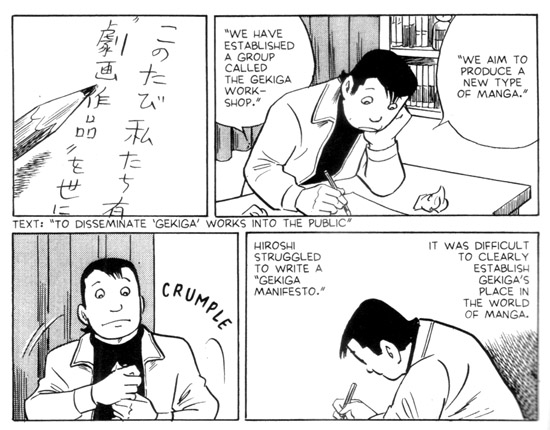 このたび 私たち有
"劇画作品"を世に
"WE HAVE
ESTABLISHED
A GROUP
CALLED
THE GEKIGA
WORK-
SHOP."
"WE AIM TO
PRODUCE A
NEW TYPE
OF MANGA."
TEXT: "TO DISSEMINATE 'GEKIGA' WORKS INTO THE PUBLIC"
CRUMPLE
HIROSHI
STRUGGLED
TO WRITE A
"GEKIGA
MANIFESTO."
IT WAS DIFFICULT
TO CLEARLY
ESTABLISH
GEKIGA'S
PLACE IN
THE WORLD
OF MANGA.